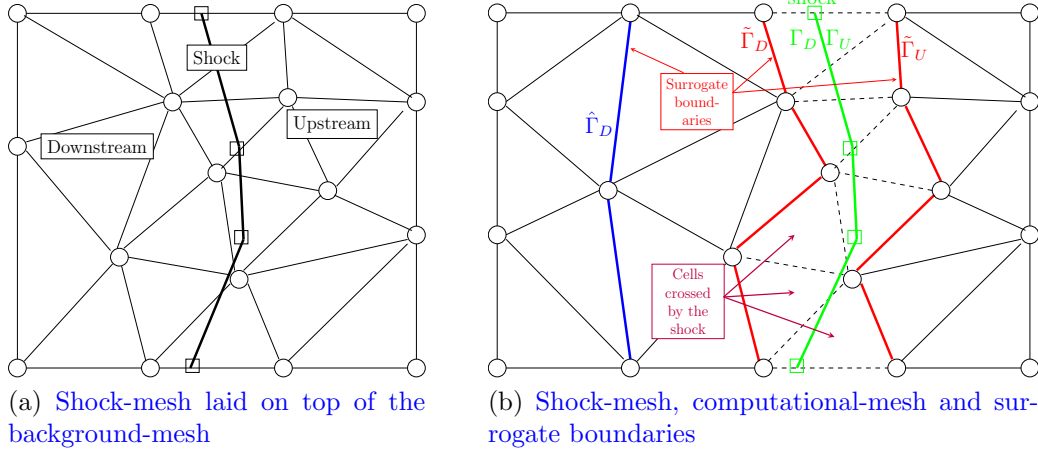 Shock
Upstream
Downstream
shock
Γ̃_D
Γ_D
Γ_U
Γ̃_U
Surrogate
bound-
aries
Γ̂_D
Cells
crossed
by the
shock
(a) Shock-mesh laid on top of the
background-mesh
(b) Shock-mesh, computational-mesh and sur-
rogate boundaries